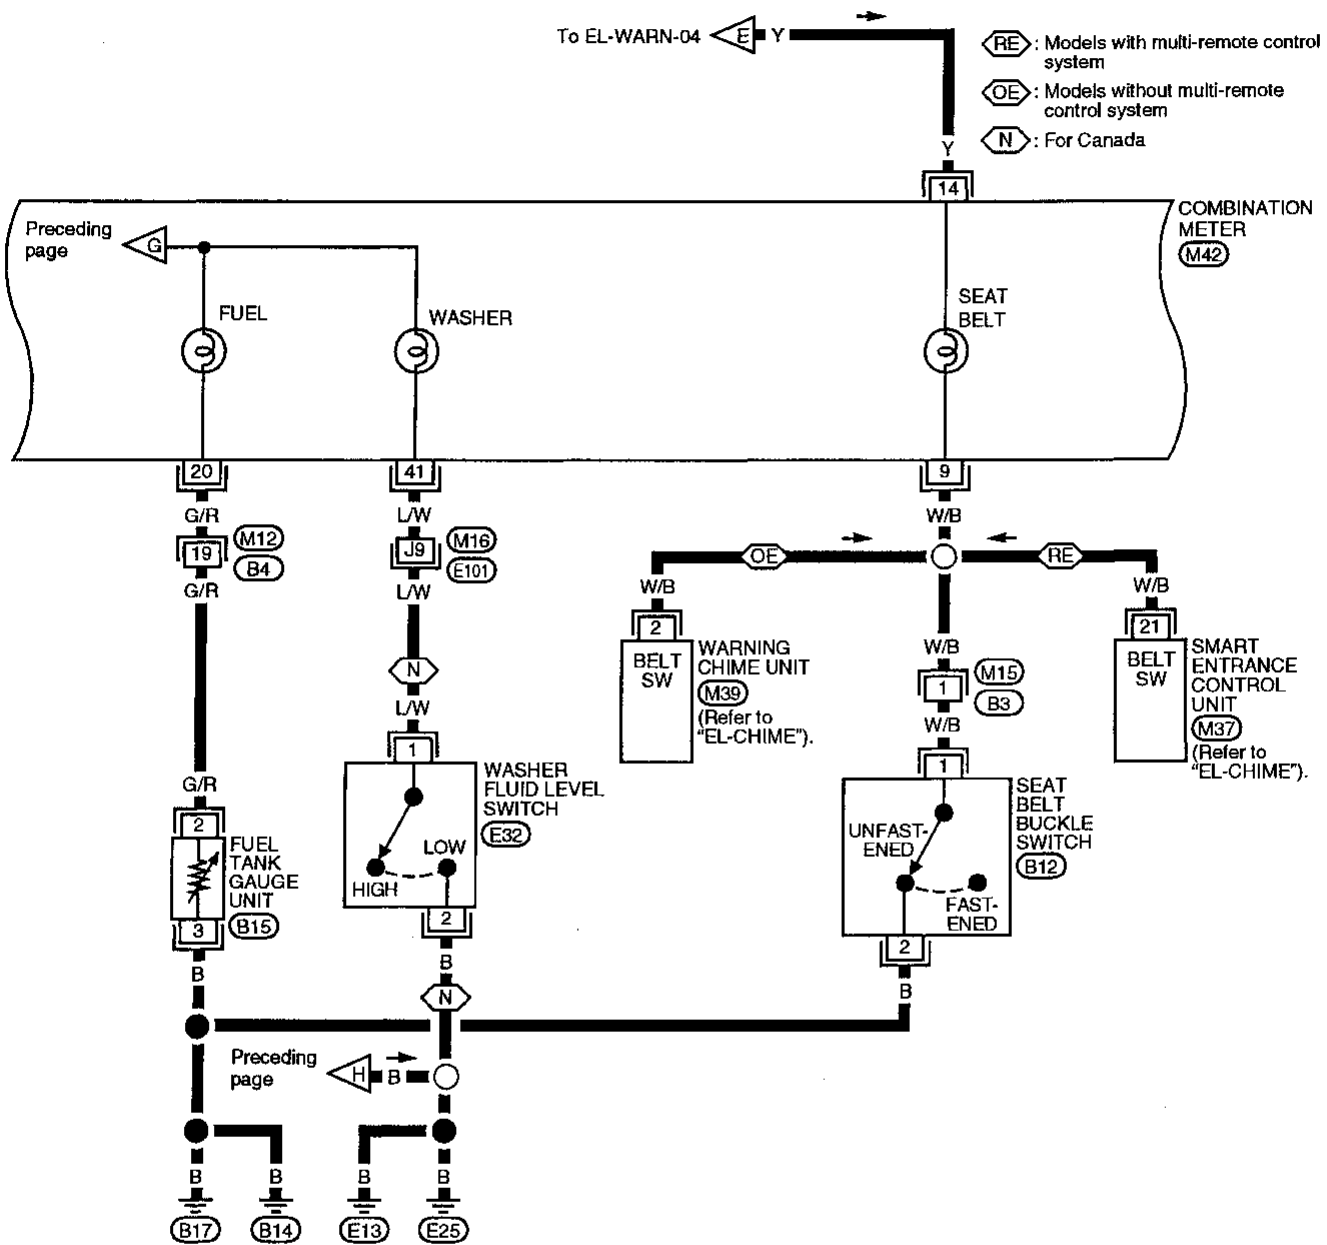 To EL-WARN-04
E
Y
RE : Models with multi-remote control
system
OE : Models without multi-remote
control system
N : For Canada
Y
14
COMBINATION
METER
M42
Preceding
page
G
FUEL
WASHER
SEAT
BELT
20
41
9
G/R
L/W
W/B
19
M12
B4
J9
M16
E101
G/R
L/W
OE
RE
W/B
W/B
2
BELT
SW
WARNING
CHIME UNIT
M39
(Refer to
"EL-CHIME").
N
L/W
W/B
1
M15
B3
W/B
21
BELT
SW
SMART
ENTRANCE
CONTROL
UNIT
M37
(Refer to
"EL-CHIME").
G/R
2
FUEL
TANK
GAUGE
UNIT
B15
3
B
1
WASHER
FLUID LEVEL
SWITCH
E32
LOW
HIGH
2
B
N
1
SEAT
BELT
BUCKLE
SWITCH
B12
UNFAST-
ENED
FAST-
ENED
2
B
Preceding
page
H
B
B
B
B
B
B17
B14
E13
E25